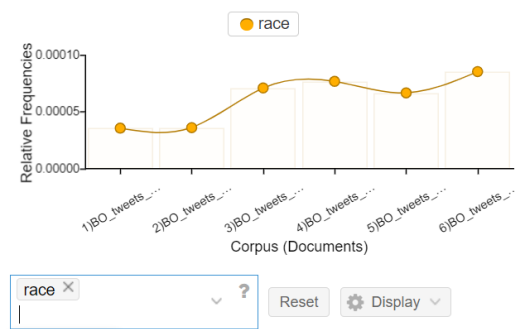 race
Relative Frequencies
0.00010
0.00005
0.00000
1)BO_tweets_...
2)BO_tweets_...
3)BO_tweets_...
4)BO_tweets_...
5)BO_tweets_...
6)BO_tweets_...
Corpus (Documents)
race ×
?
Reset
Display